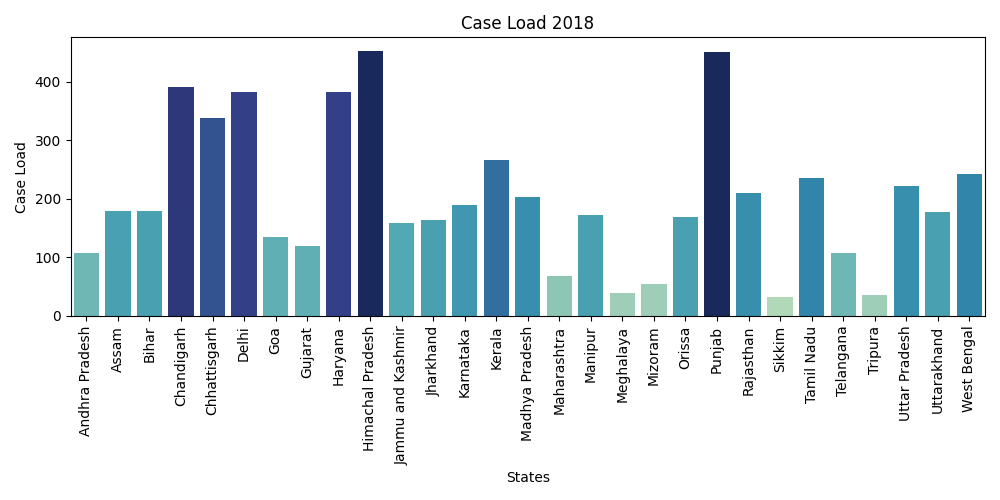 Case Load 2018
Case Load
400
300
200
100
0
Andhra Pradesh
Assam
Bihar
Chandigarh
Chhattisgarh
Delhi
Goa
Gujarat
Haryana
Himachal Pradesh
Jammu and Kashmir
Jharkhand
Karnataka
Kerala
Madhya Pradesh
Maharashtra
Manipur
Meghalaya
Mizoram
Orissa
Punjab
Rajasthan
Sikkim
Tamil Nadu
Telangana
Tripura
Uttar Pradesh
Uttarakhand
West Bengal
States